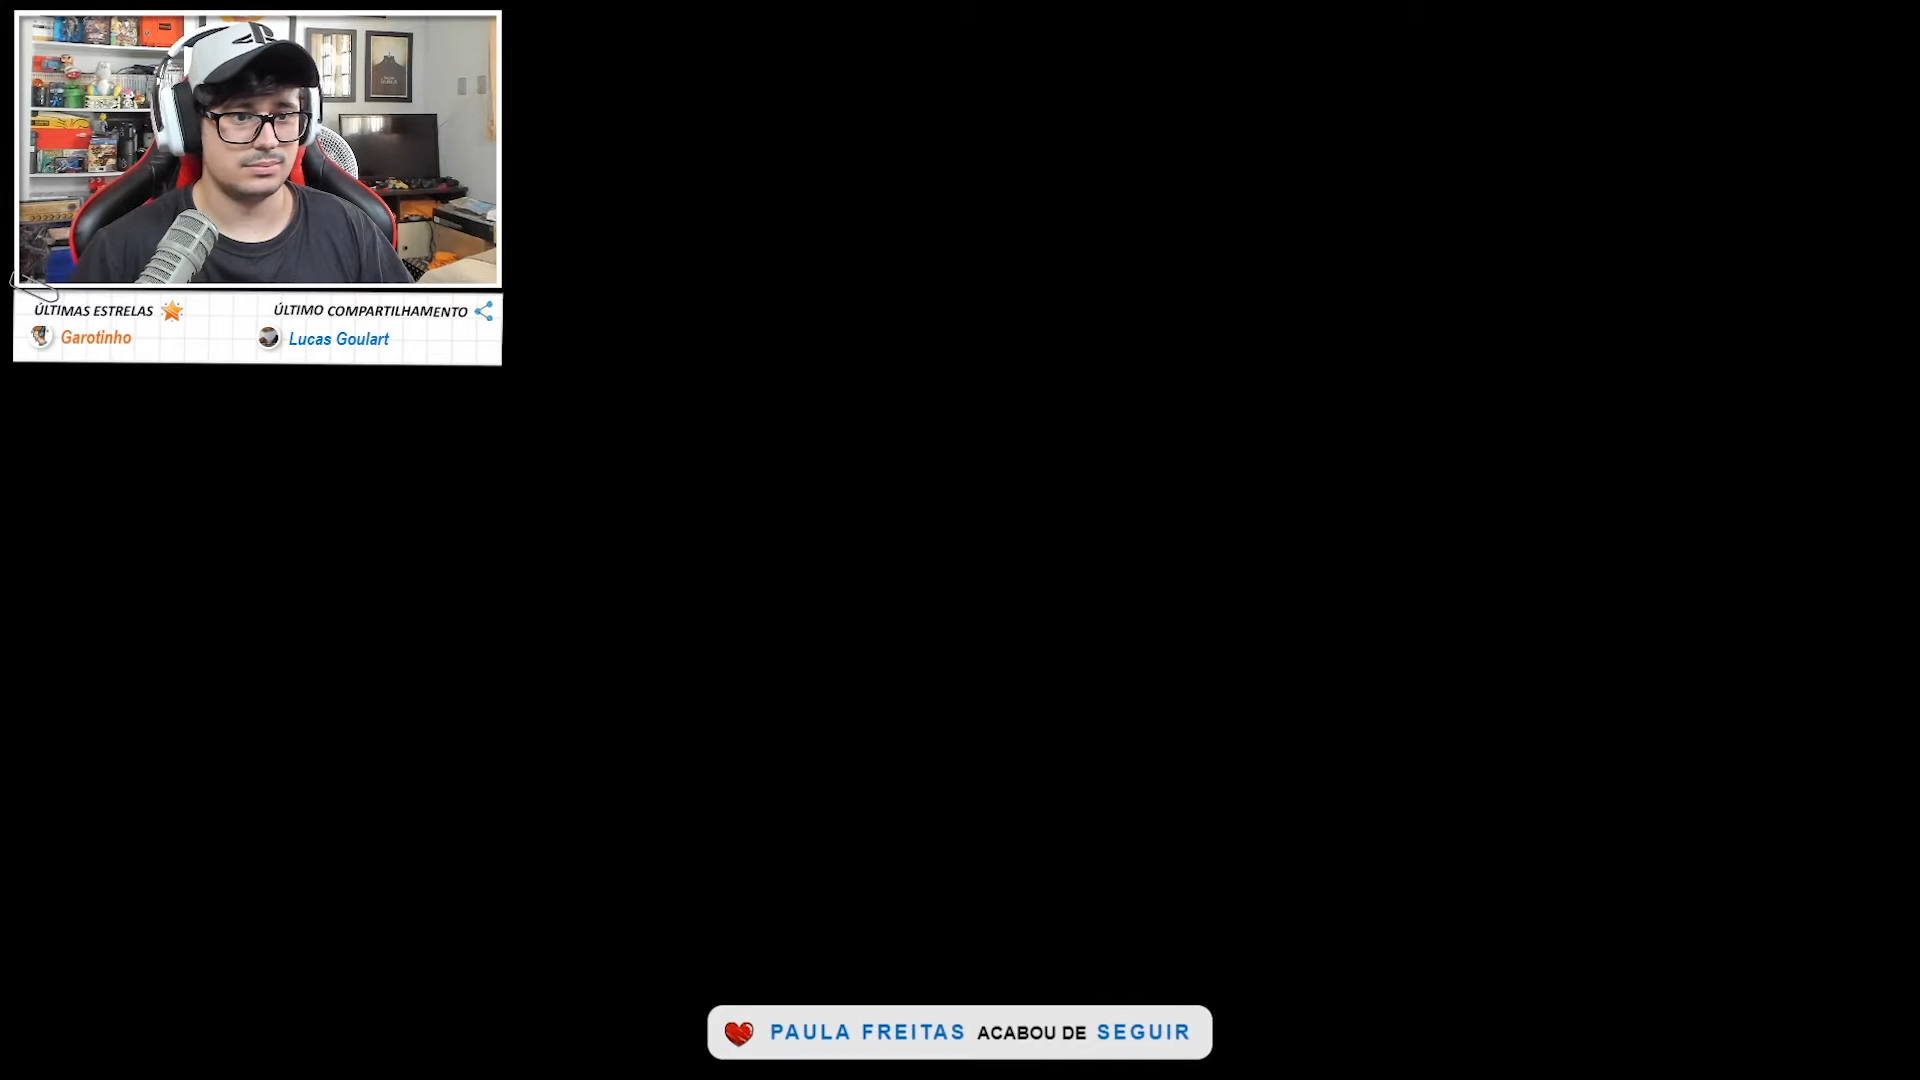 ÚLTIMAS ESTRELAS
ÚLTIMO COMPARTILHAMENTO
Garotinho
Lucas Goulart
PAULA FREITAS ACABOU DE SEGUIR